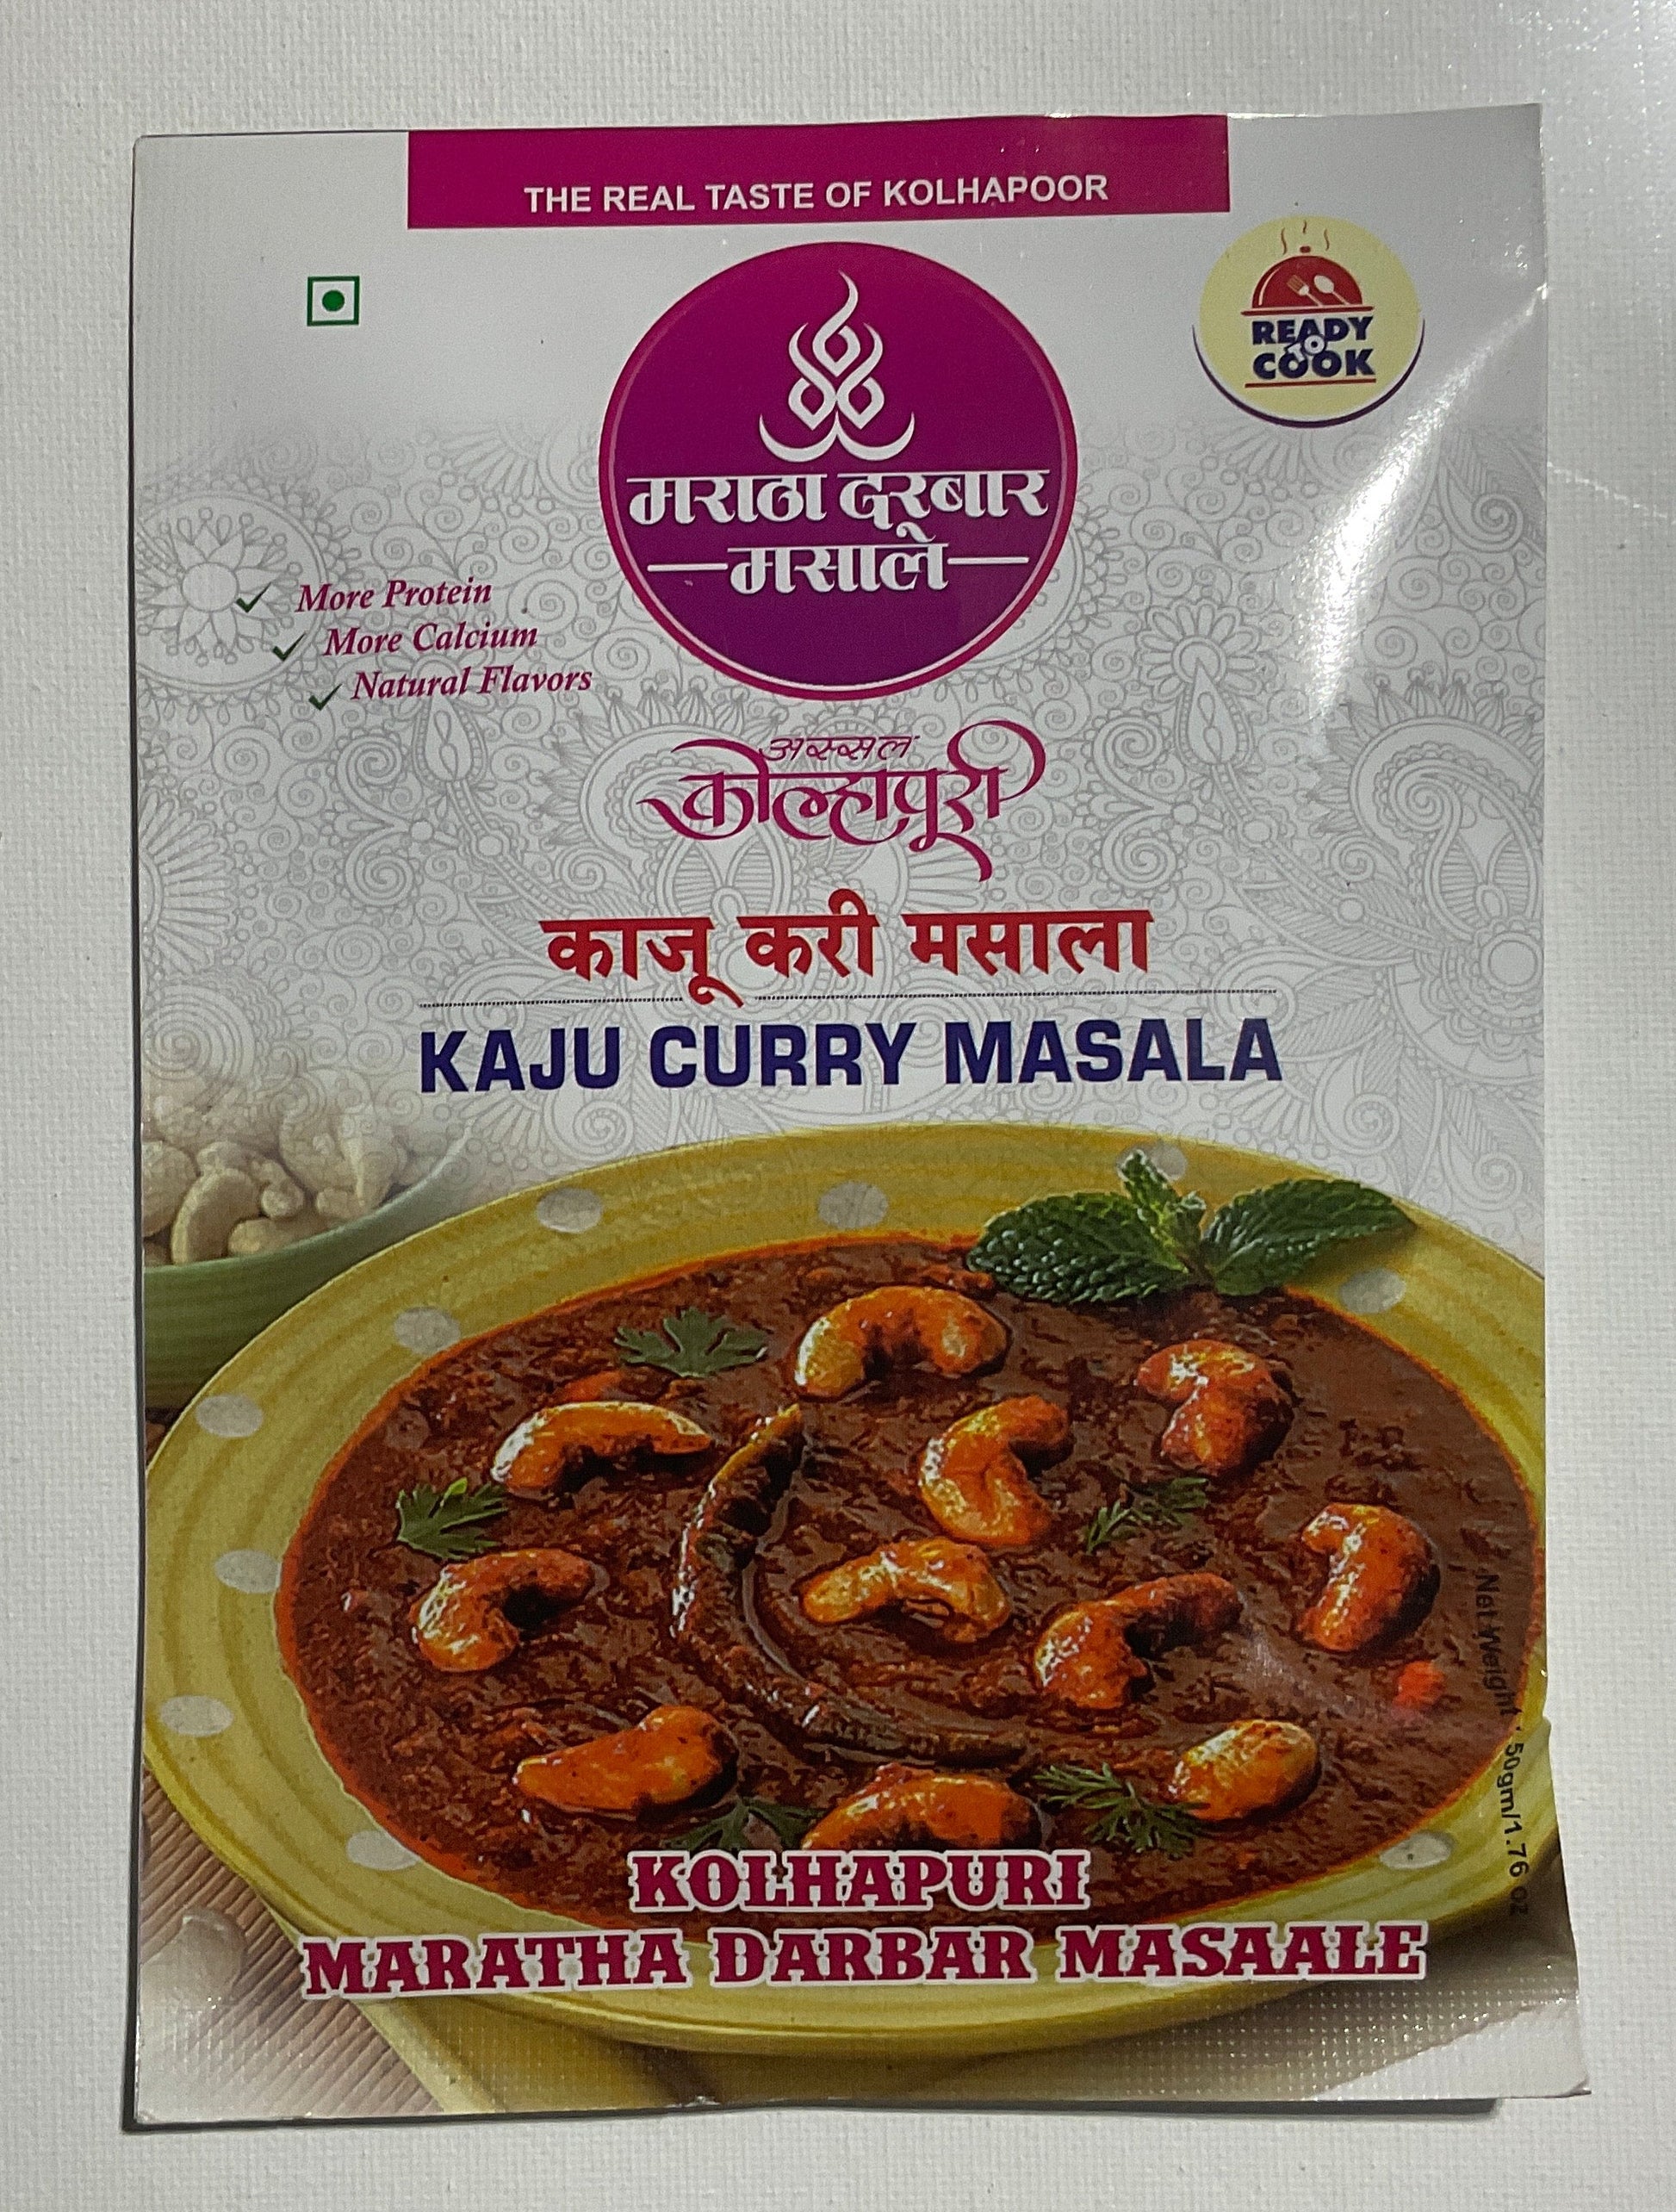 THE REAL TASTE OF KOLHAPOOR
READY
TO
COOK
मराठा दरबार
मसाले
More Protein
More Calcium
Natural Flavors
अस्सल
कोल्हापूरी
काजू करी मसाला
KAJU CURRY MASALA
Net Weight : 50gm/1.76 oz
KOLHAPURI
MARATHA DARBAR MASAALE